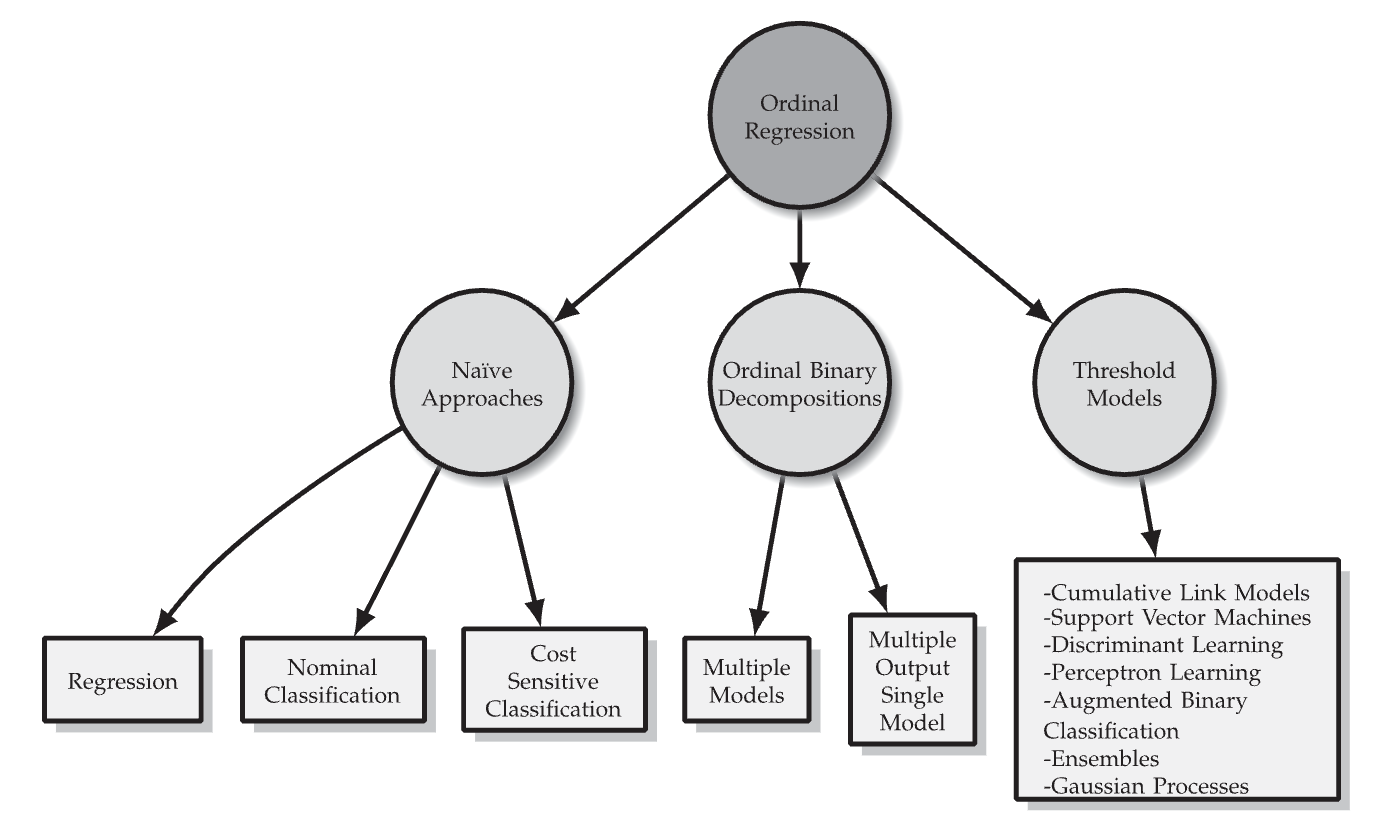 Ordinal
Regression
Naïve
Approaches
Ordinal Binary
Decompositions
Threshold
Models
Regression
Nominal
Classification
Cost
Sensitive
Classification
Multiple
Models
Multiple
Output
Single
Model
-Cumulative Link Models
-Support Vector Machines
-Discriminant Learning
-Perceptron Learning
-Augmented Binary
Classification
-Ensembles
-Gaussian Processes